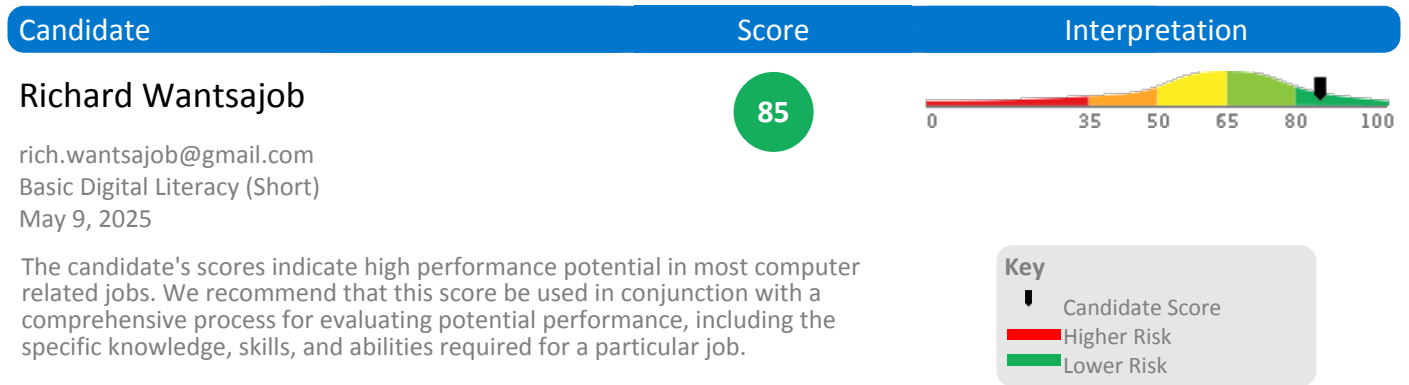 Candidate Score Interpretation
Richard Wantsajob
85
0 35 50 65 80 100
rich.wantsajob@gmail.com
Basic Digital Literacy (Short)
May 9, 2025
The candidate's scores indicate high performance potential in most computer
related jobs. We recommend that this score be used in conjunction with a
comprehensive process for evaluating potential performance, including the
specific knowledge, skills, and abilities required for a particular job.
Key
Candidate Score
Higher Risk
Lower Risk